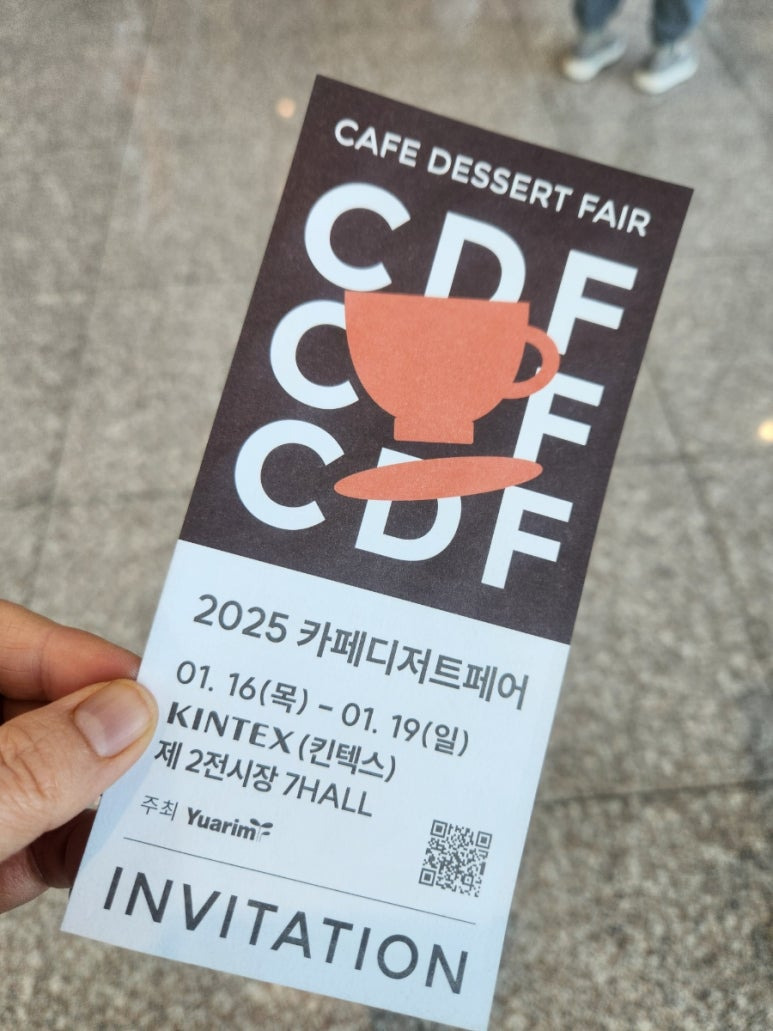 CAFE DESSERT FAIR
CDF
C F
CDF
2025 카페디저트페어
01. 16(목) - 01. 19(일)
KINTEX(킨텍스)
제 2전시장 7HALL
주최 Yuarim
INVITATION